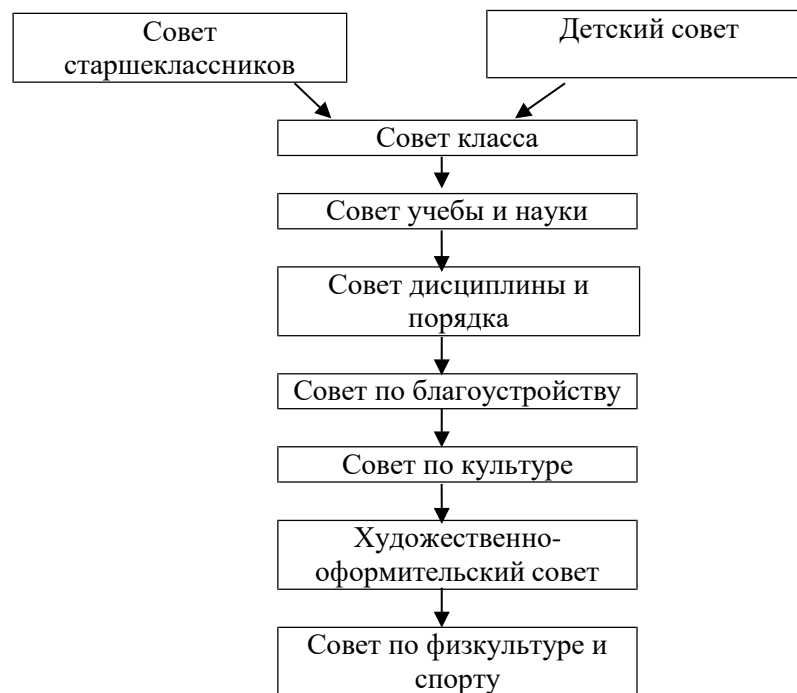 Совет
старшеклассников
Детский совет
Совет класса
Совет учебы и науки
Совет дисциплины и
порядка
Совет по благоустройству
Совет по культуре
Художественно-
оформительский совет
Совет по физкультуре и
спорту